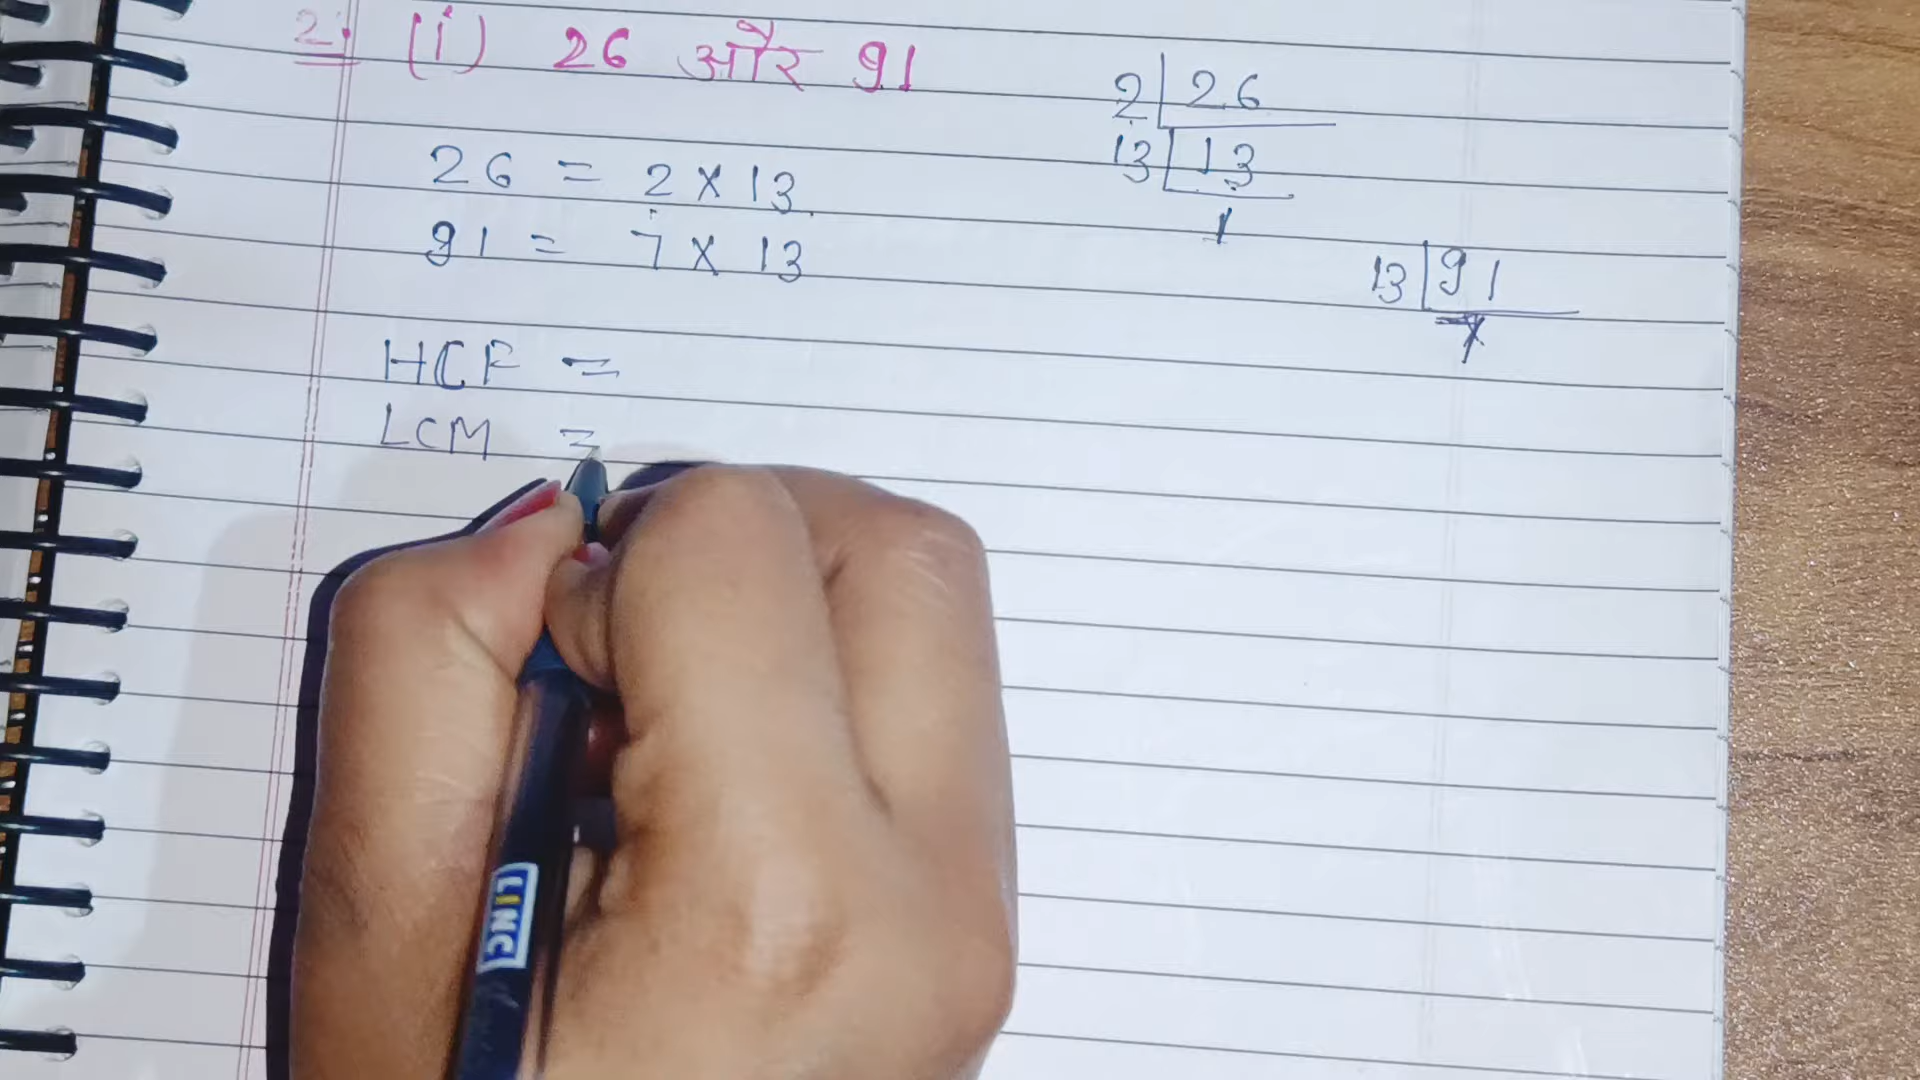 2. (i) 26 और 91
2 | 26
13 | 13
1
26 = 2 X 13
91 = 7 X 13
13 | 91
7
HCF =
LCM =
LINC